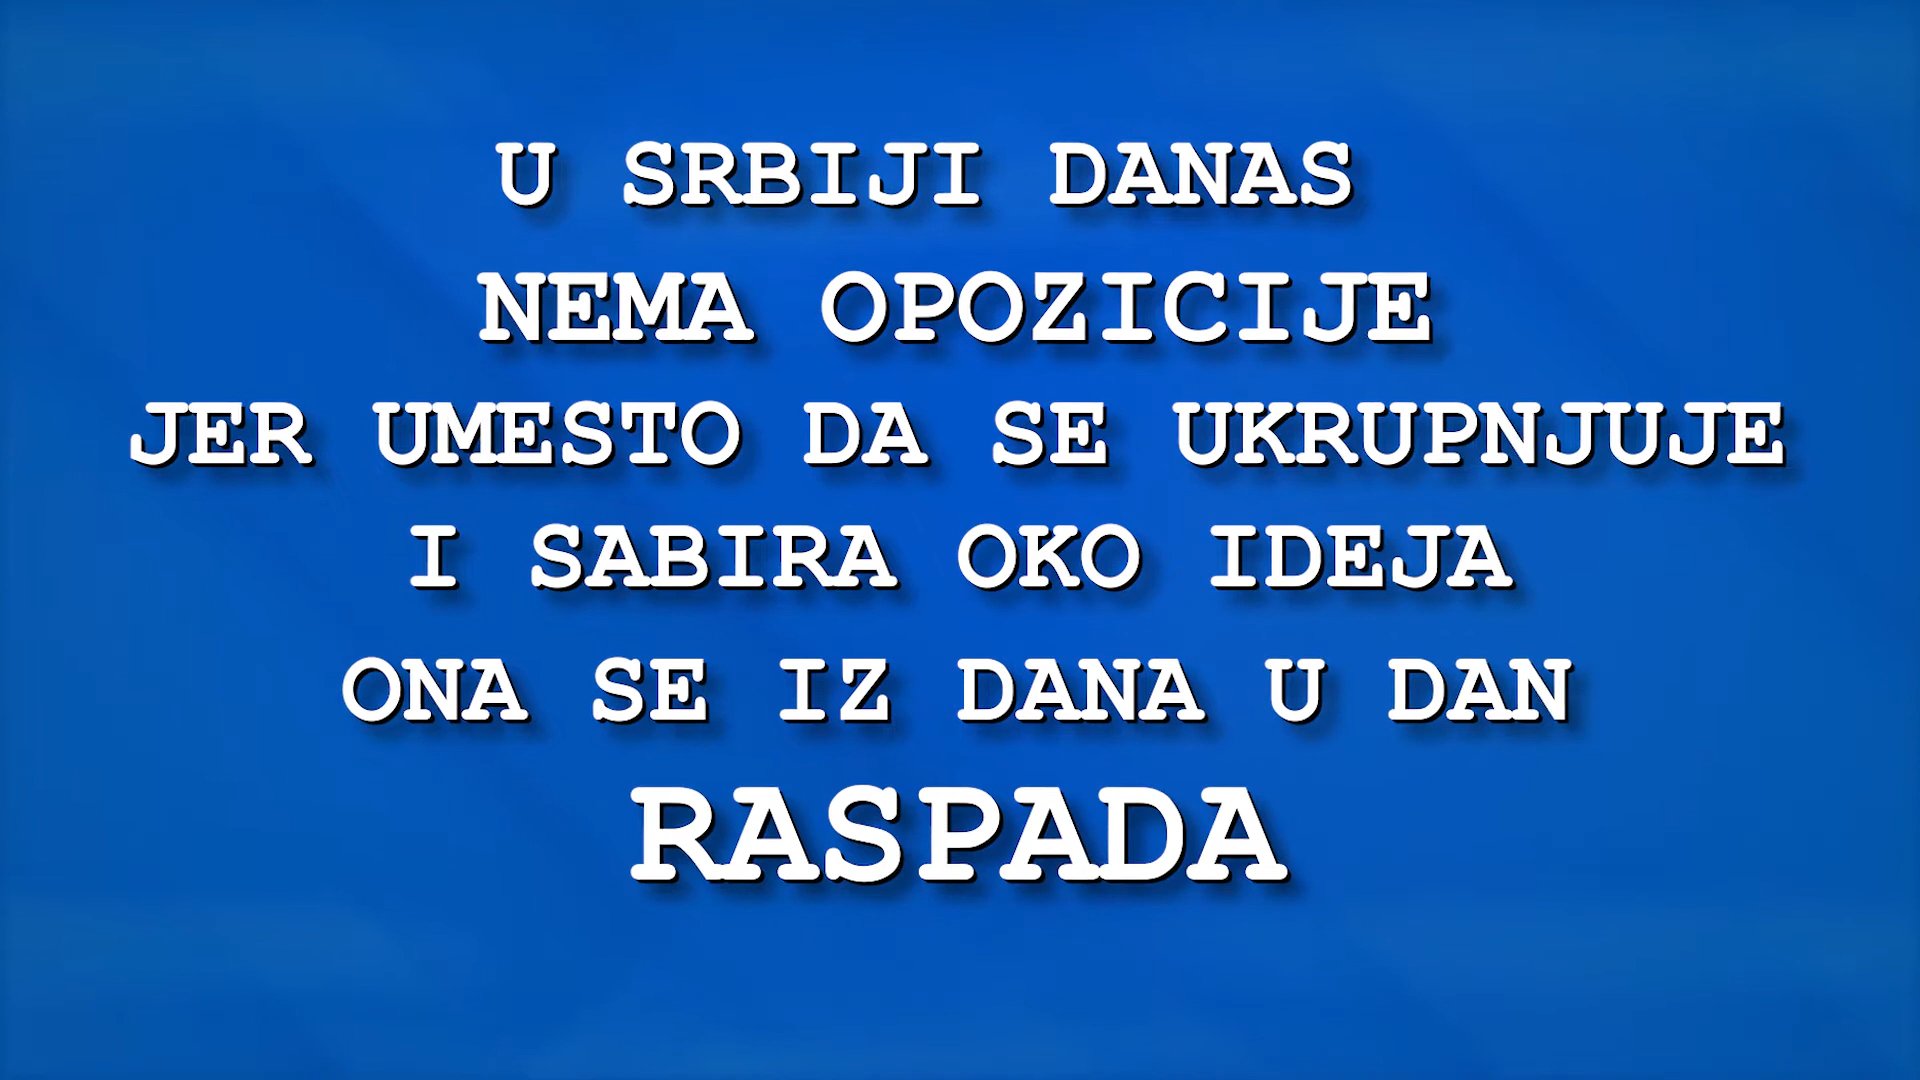 U SRBIJI DANAS
NEMA OPOZICIJE
JER UMESTO DA SE UKRUPNJUJE
I SABIRA OKO IDEJA
ONA SE IZ DANA U DAN
RASPADA